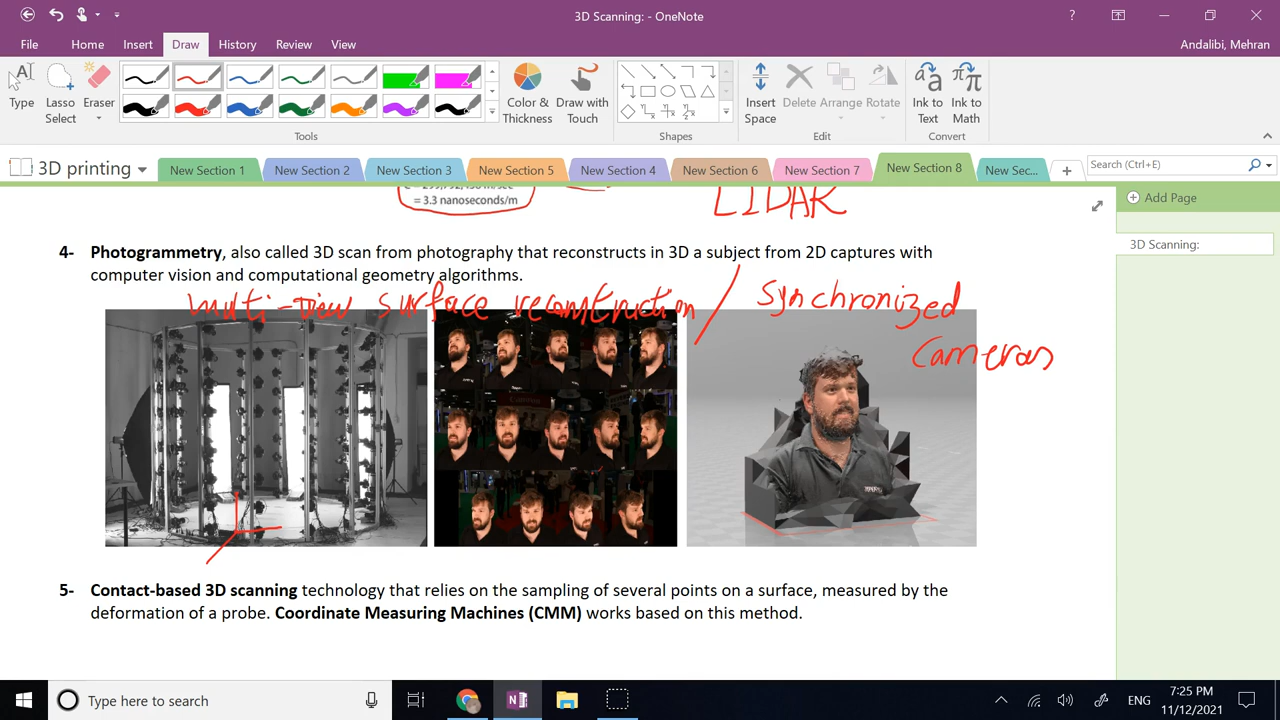 3D Scanning: - OneNote
File Home Insert Draw History Review View
Andalibi, Mehran
Type
Lasso Select
Eraser
Color & Thickness
Draw with Touch
Insert Space
Delete
Arrange
Rotate
Ink to Text
Ink to Math
Tools
Shapes
Edit
Convert
3D printing
New Section 1
New Section 2
New Section 3
New Section 5
New Section 4
New Section 6
New Section 7
New Section 8
New Sec...
Search (Ctrl+E)
Add Page
3D Scanning:
= 3.3 nanoseconds/m
LIDAR
4- Photogrammetry, also called 3D scan from photography that reconstructs in 3D a subject from 2D captures with
computer vision and computational geometry algorithms.
multi-view surface reconstruction / Synchronized
Cameras
5- Contact-based 3D scanning technology that relies on the sampling of several points on a surface, measured by the
deformation of a probe. Coordinate Measuring Machines (CMM) works based on this method.
Type here to search
ENG
7:25 PM
11/12/2021